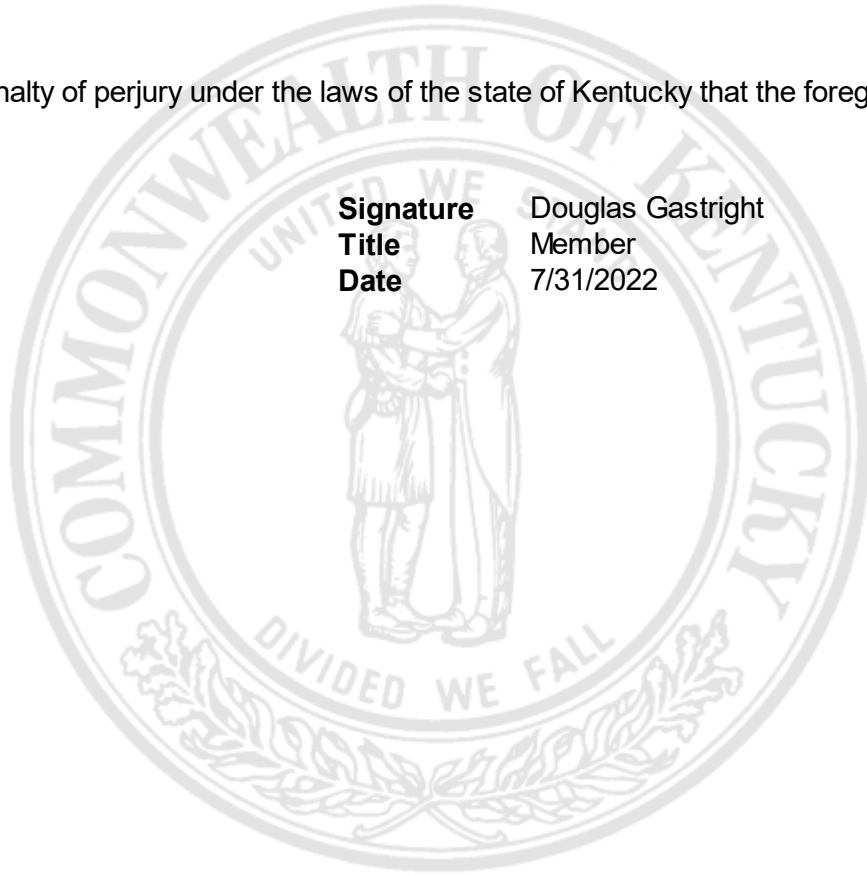 nalty of perjury under the laws of the state of Kentucky that the foreg
Signature Douglas Gastright
Title Member
Date 7/31/2022
COMMONWEALTH OF KENTUCKY
UNITED WE STAND
DIVIDED WE FALL